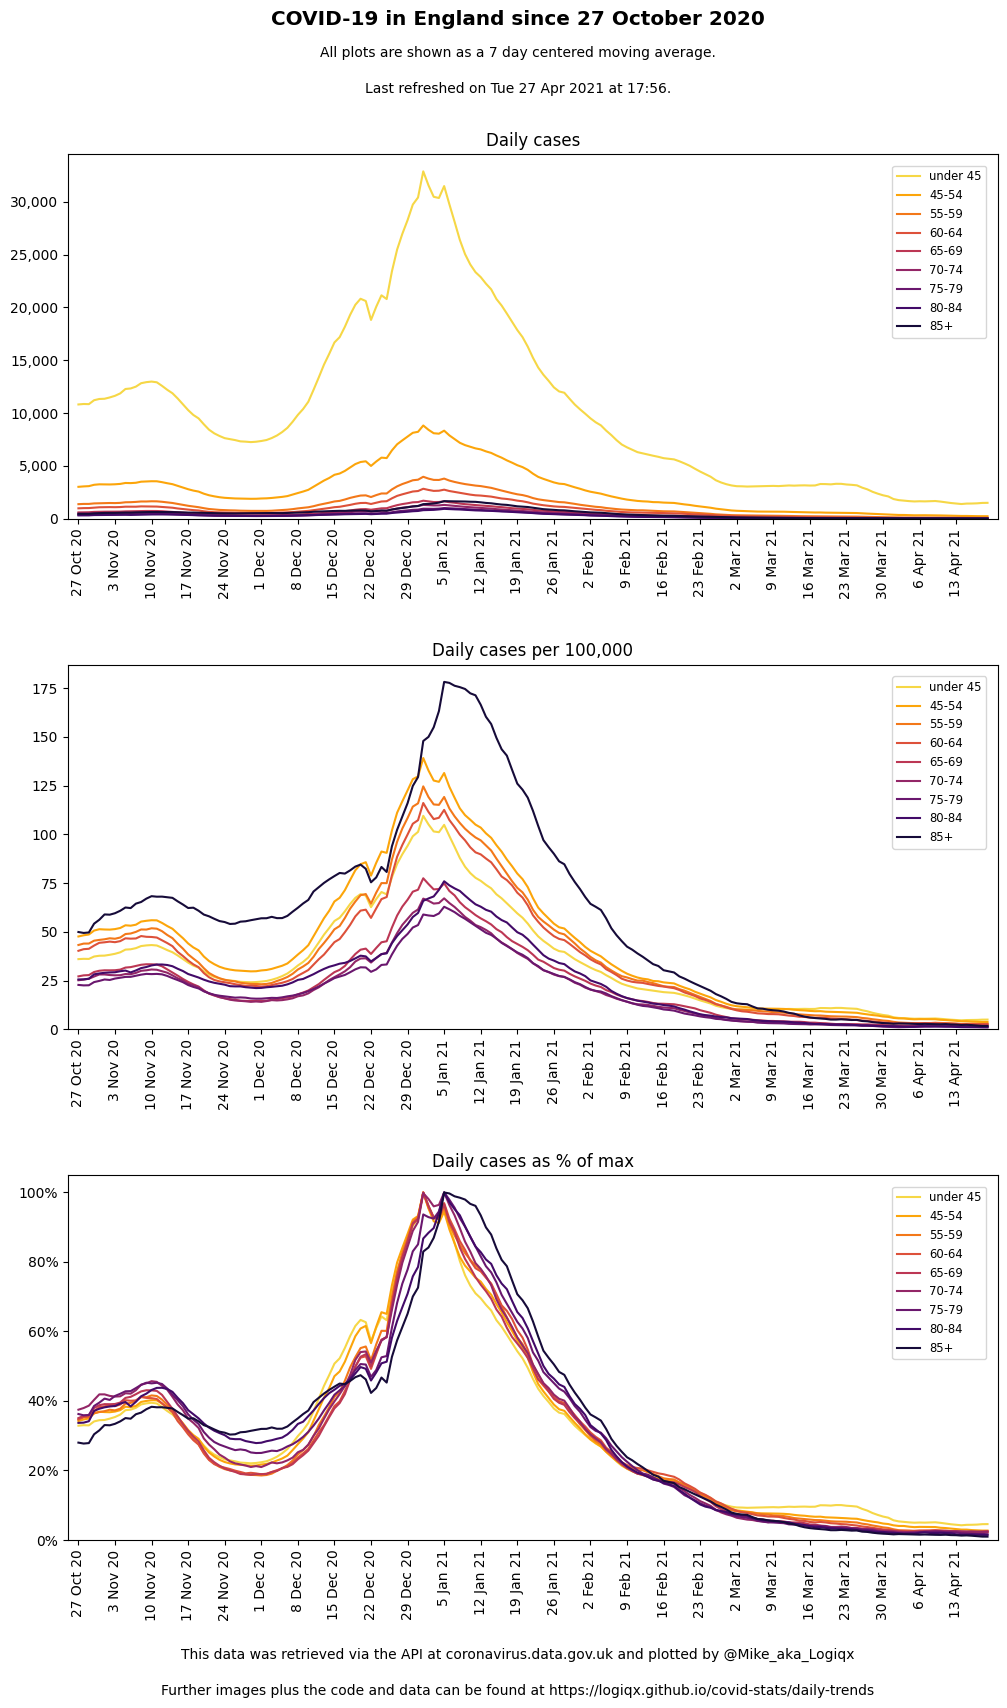 COVID-19 in England since 27 October 2020
All plots are shown as a 7 day centered moving average.
Last refreshed on Tue 27 Apr 2021 at 17:56.
Daily cases
30,000
25,000
20,000
15,000
10,000
5,000
0
under 45
45-54
55-59
60-64
65-69
70-74
75-79
80-84
85+
27 Oct 20
3 Nov 20
10 Nov 20
17 Nov 20
24 Nov 20
1 Dec 20
8 Dec 20
15 Dec 20
22 Dec 20
29 Dec 20
5 Jan 21
12 Jan 21
19 Jan 21
26 Jan 21
2 Feb 21
9 Feb 21
16 Feb 21
23 Feb 21
2 Mar 21
9 Mar 21
16 Mar 21
23 Mar 21
30 Mar 21
6 Apr 21
13 Apr 21
Daily cases per 100,000
175
150
125
100
75
50
25
0
under 45
45-54
55-59
60-64
65-69
70-74
75-79
80-84
85+
27 Oct 20
3 Nov 20
10 Nov 20
17 Nov 20
24 Nov 20
1 Dec 20
8 Dec 20
15 Dec 20
22 Dec 20
29 Dec 20
5 Jan 21
12 Jan 21
19 Jan 21
26 Jan 21
2 Feb 21
9 Feb 21
16 Feb 21
23 Feb 21
2 Mar 21
9 Mar 21
16 Mar 21
23 Mar 21
30 Mar 21
6 Apr 21
13 Apr 21
Daily cases as % of max
100%
80%
60%
40%
20%
0%
under 45
45-54
55-59
60-64
65-69
70-74
75-79
80-84
85+
27 Oct 20
3 Nov 20
10 Nov 20
17 Nov 20
24 Nov 20
1 Dec 20
8 Dec 20
15 Dec 20
22 Dec 20
29 Dec 20
5 Jan 21
12 Jan 21
19 Jan 21
26 Jan 21
2 Feb 21
9 Feb 21
16 Feb 21
23 Feb 21
2 Mar 21
9 Mar 21
16 Mar 21
23 Mar 21
30 Mar 21
6 Apr 21
13 Apr 21
This data was retrieved via the API at coronavirus.data.gov.uk and plotted by @Mike_aka_Logiqx
Further images plus the code and data can be found at https://logiqx.github.io/covid-stats/daily-trends